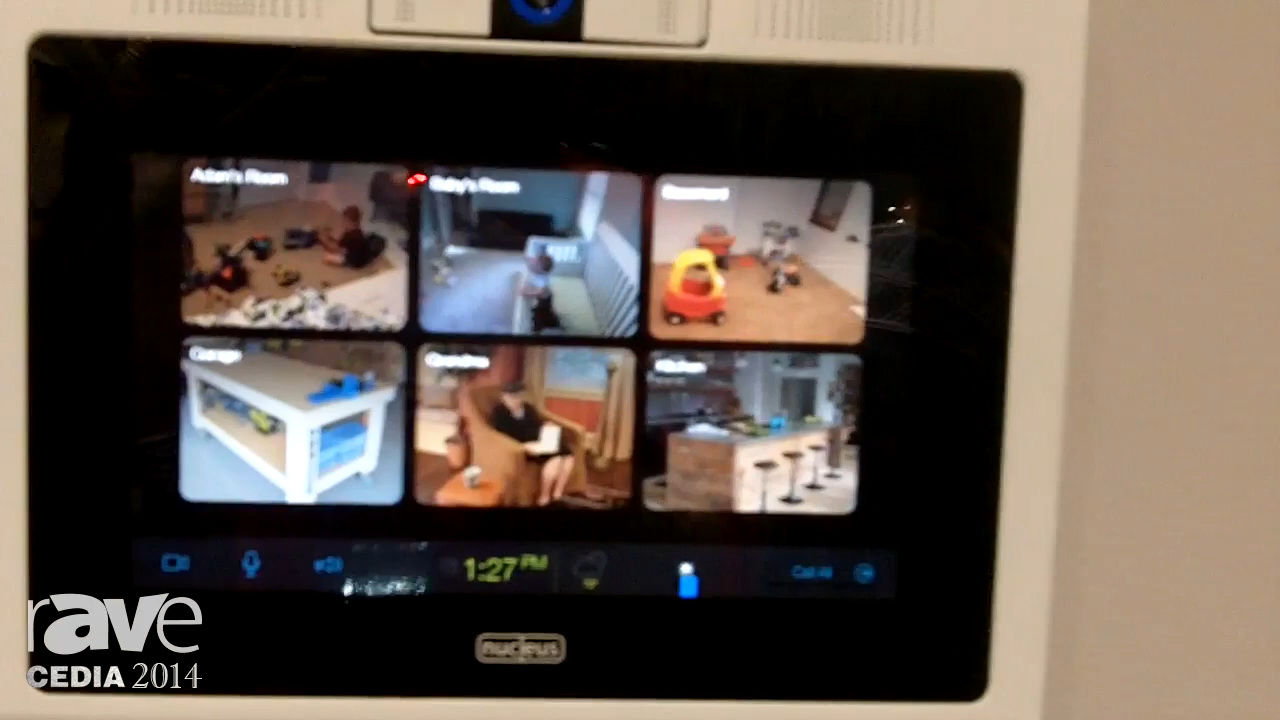 Adam's Room
Baby's Room
Basement
Garage
Grandma
Kitchen
1:27 PM
Call All
nucleus
rAVe
CEDIA 2014